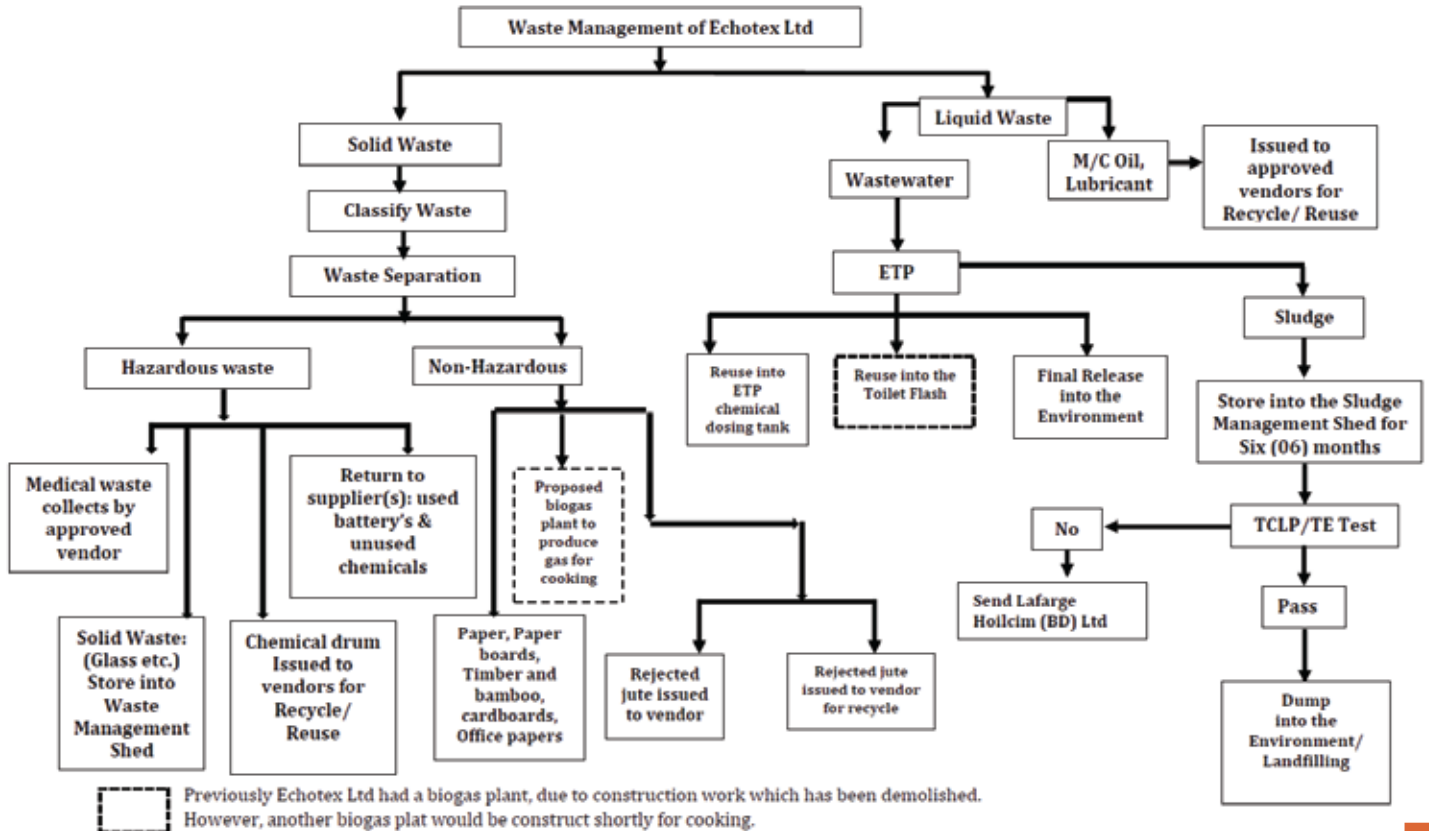 Waste Management of Echotex Ltd
Solid Waste
Classify Waste
Waste Separation
Hazardous waste
Non-Hazardous
Medical waste
collects by
approved
vendor
Solid Waste:
(Glass etc.)
Store into
Waste
Management
Shed
Chemical drum
Issued to
vendors for
Recycle/
Reuse
Return to
supplier(s): used
battery's &
unused
chemicals
Paper, Paper
boards,
Timber and
bamboo,
cardboards,
Office papers
Proposed
biogas
plant to
produce
gas for
cooking
Rejected
jute issued
to vendor
Rejected jute
issued to vendor
for recycle
Liquid Waste
Wastewater
M/C Oil,
Lubricant
Issued to
approved
vendors for
Recycle/ Reuse
ETP
Reuse into
ETP
chemical
dosing tank
Reuse into the
Toilet Flash
Final Release
into the
Environment
Sludge
Store into the Sludge
Management Shed for
Six (06) months
TCLP/TE Test
No
Send Lafarge
Hoilcim (BD) Ltd
Pass
Dump
into the
Environment/
Landfilling
Previously Echotex Ltd had a biogas plant, due to construction work which has been demolished.
However, another biogas plat would be construct shortly for cooking.